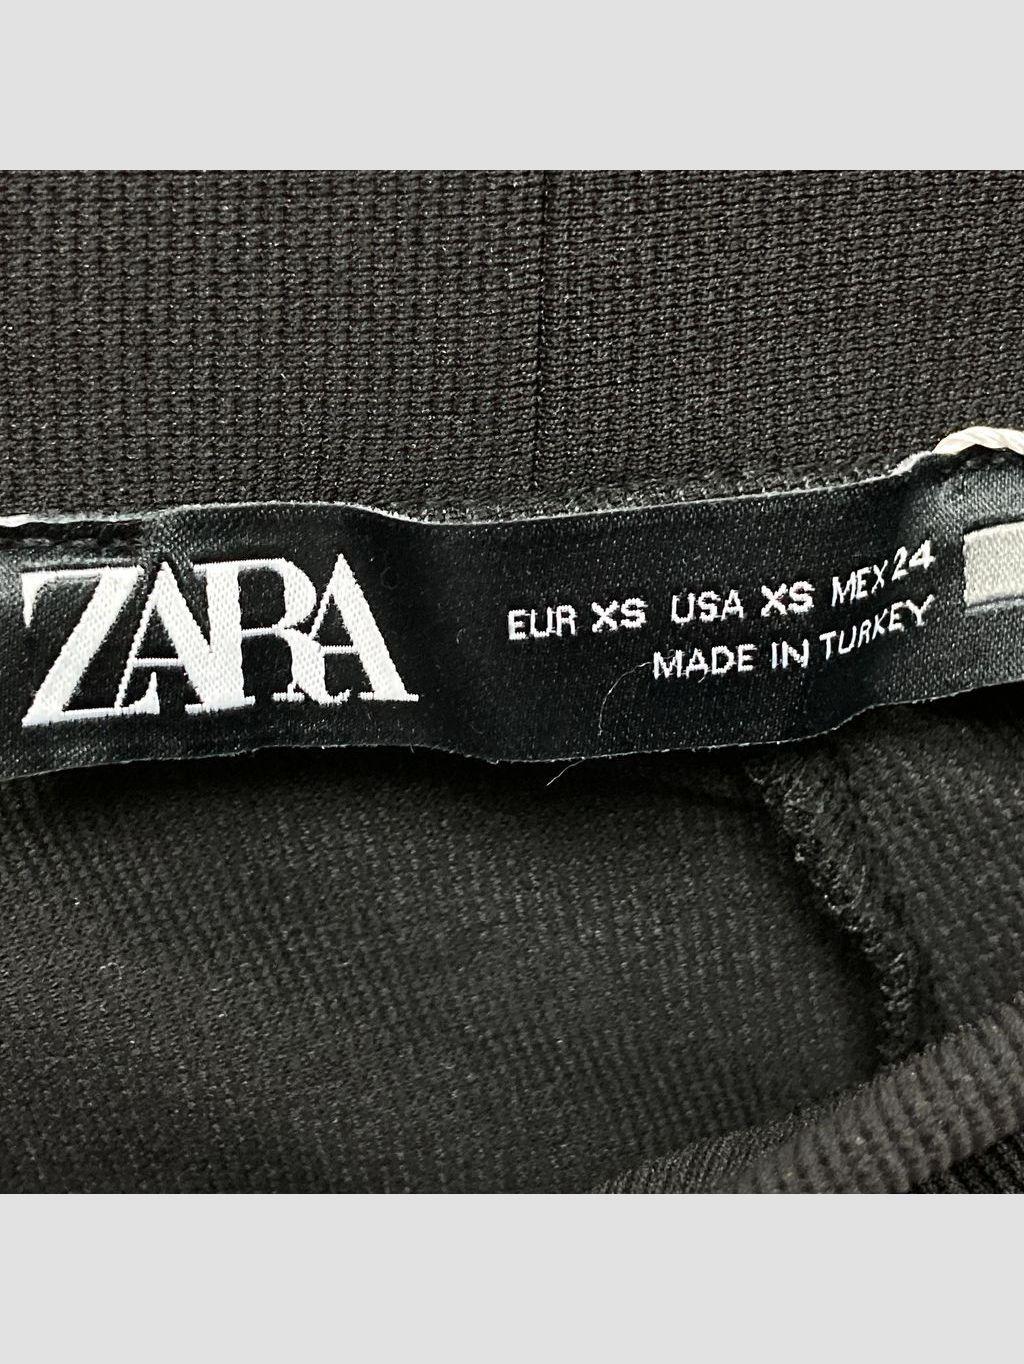 ZARA
EUR XS USA XS MEX 24
MADE IN TURKEY